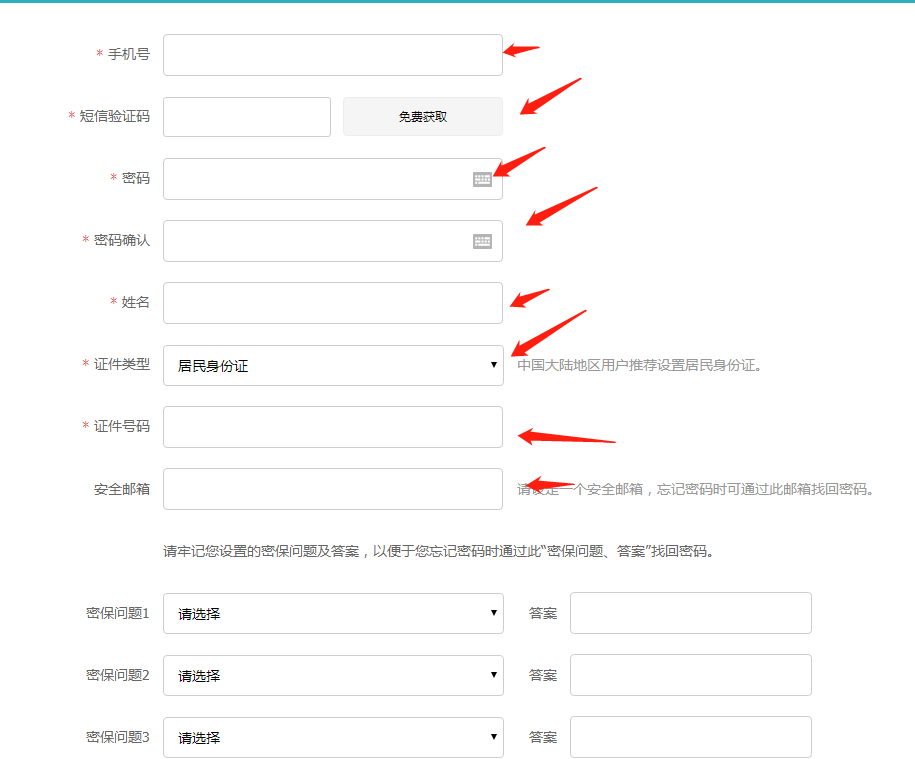 * 手机号
* 短信验证码 免费获取
* 密码
* 密码确认
* 姓名
* 证件类型 居民身份证 中国大陆地区用户推荐设置居民身份证。
* 证件号码
安全邮箱 请设定一个安全邮箱，忘记密码时可通过此邮箱找回密码。
请牢记您设置的密保问题及答案，以便于您忘记密码时通过此“密保问题、答案”找回密码。
密保问题1 请选择 答案
密保问题2 请选择 答案
密保问题3 请选择 答案